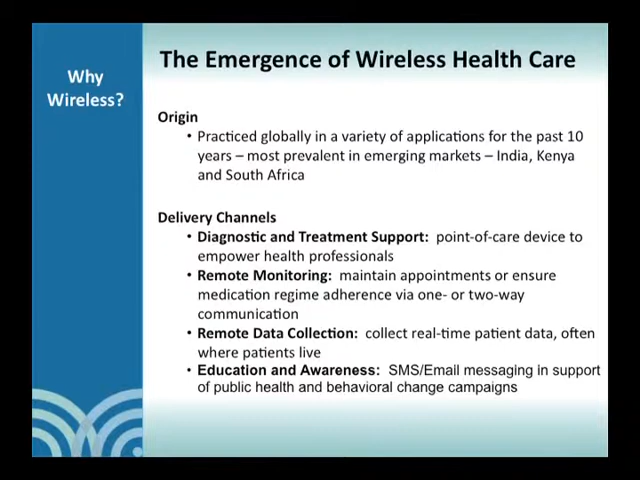 Why
Wireless?
The Emergence of Wireless Health Care
Origin
• Practiced globally in a variety of applications for the past 10
years – most prevalent in emerging markets – India, Kenya
and South Africa
Delivery Channels
• Diagnostic and Treatment Support: point-of-care device to
empower health professionals
• Remote Monitoring: maintain appointments or ensure
medication regime adherence via one- or two-way
communication
• Remote Data Collection: collect real-time patient data, often
where patients live
• Education and Awareness: SMS/Email messaging in support
of public health and behavioral change campaigns